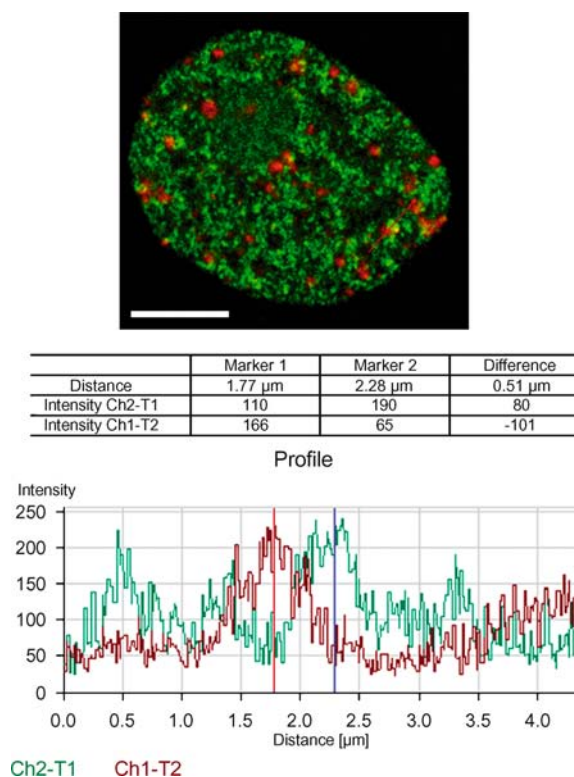 Marker 1 Marker 2 Difference
Distance 1.77 µm 2.28 µm 0.51 µm
Intensity Ch2-T1 110 190 80
Intensity Ch1-T2 166 65 -101
Profile
Intensity
250
200
150
100
50
0
0.0 0.5 1.0 1.5 2.0 2.5 3.0 3.5 4.0
Distance [µm]
Ch2-T1 Ch1-T2